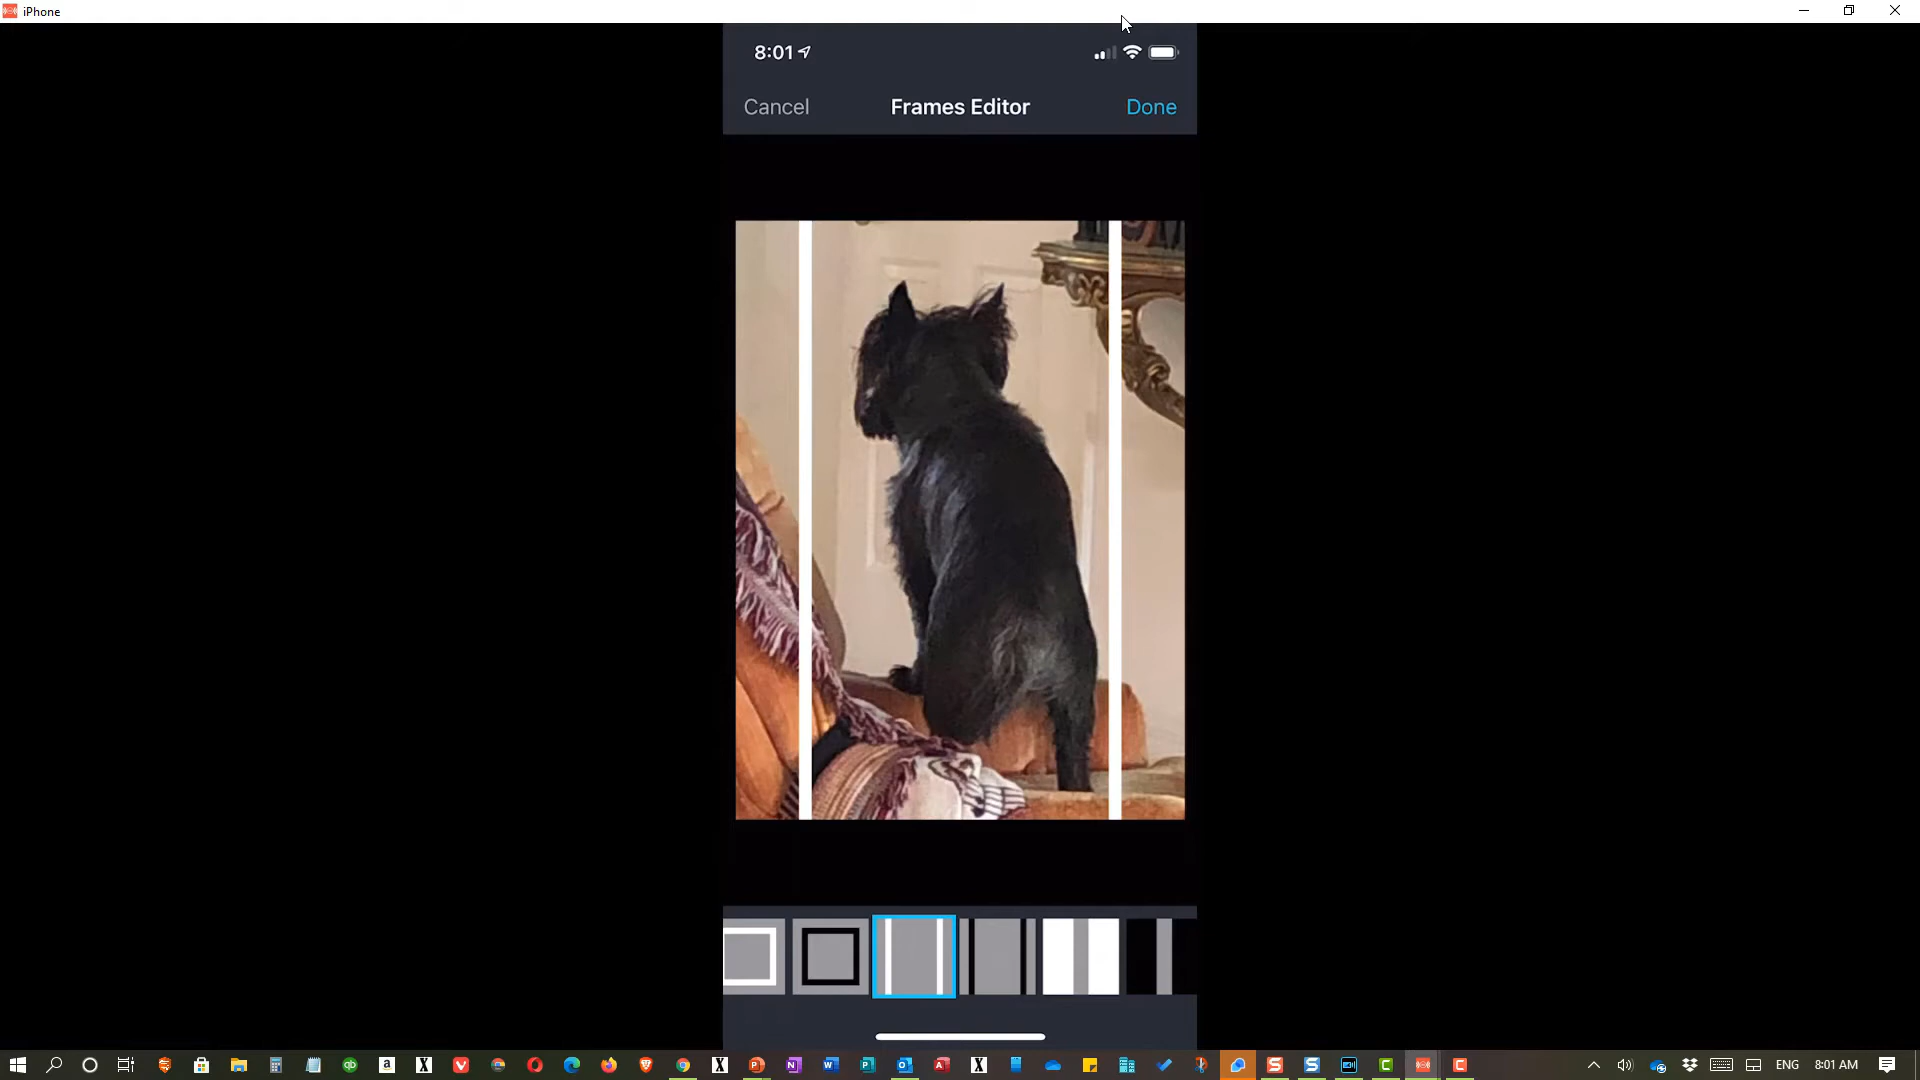 iPhone
8:01
Cancel
Frames Editor
Done
ENG
8:01 AM